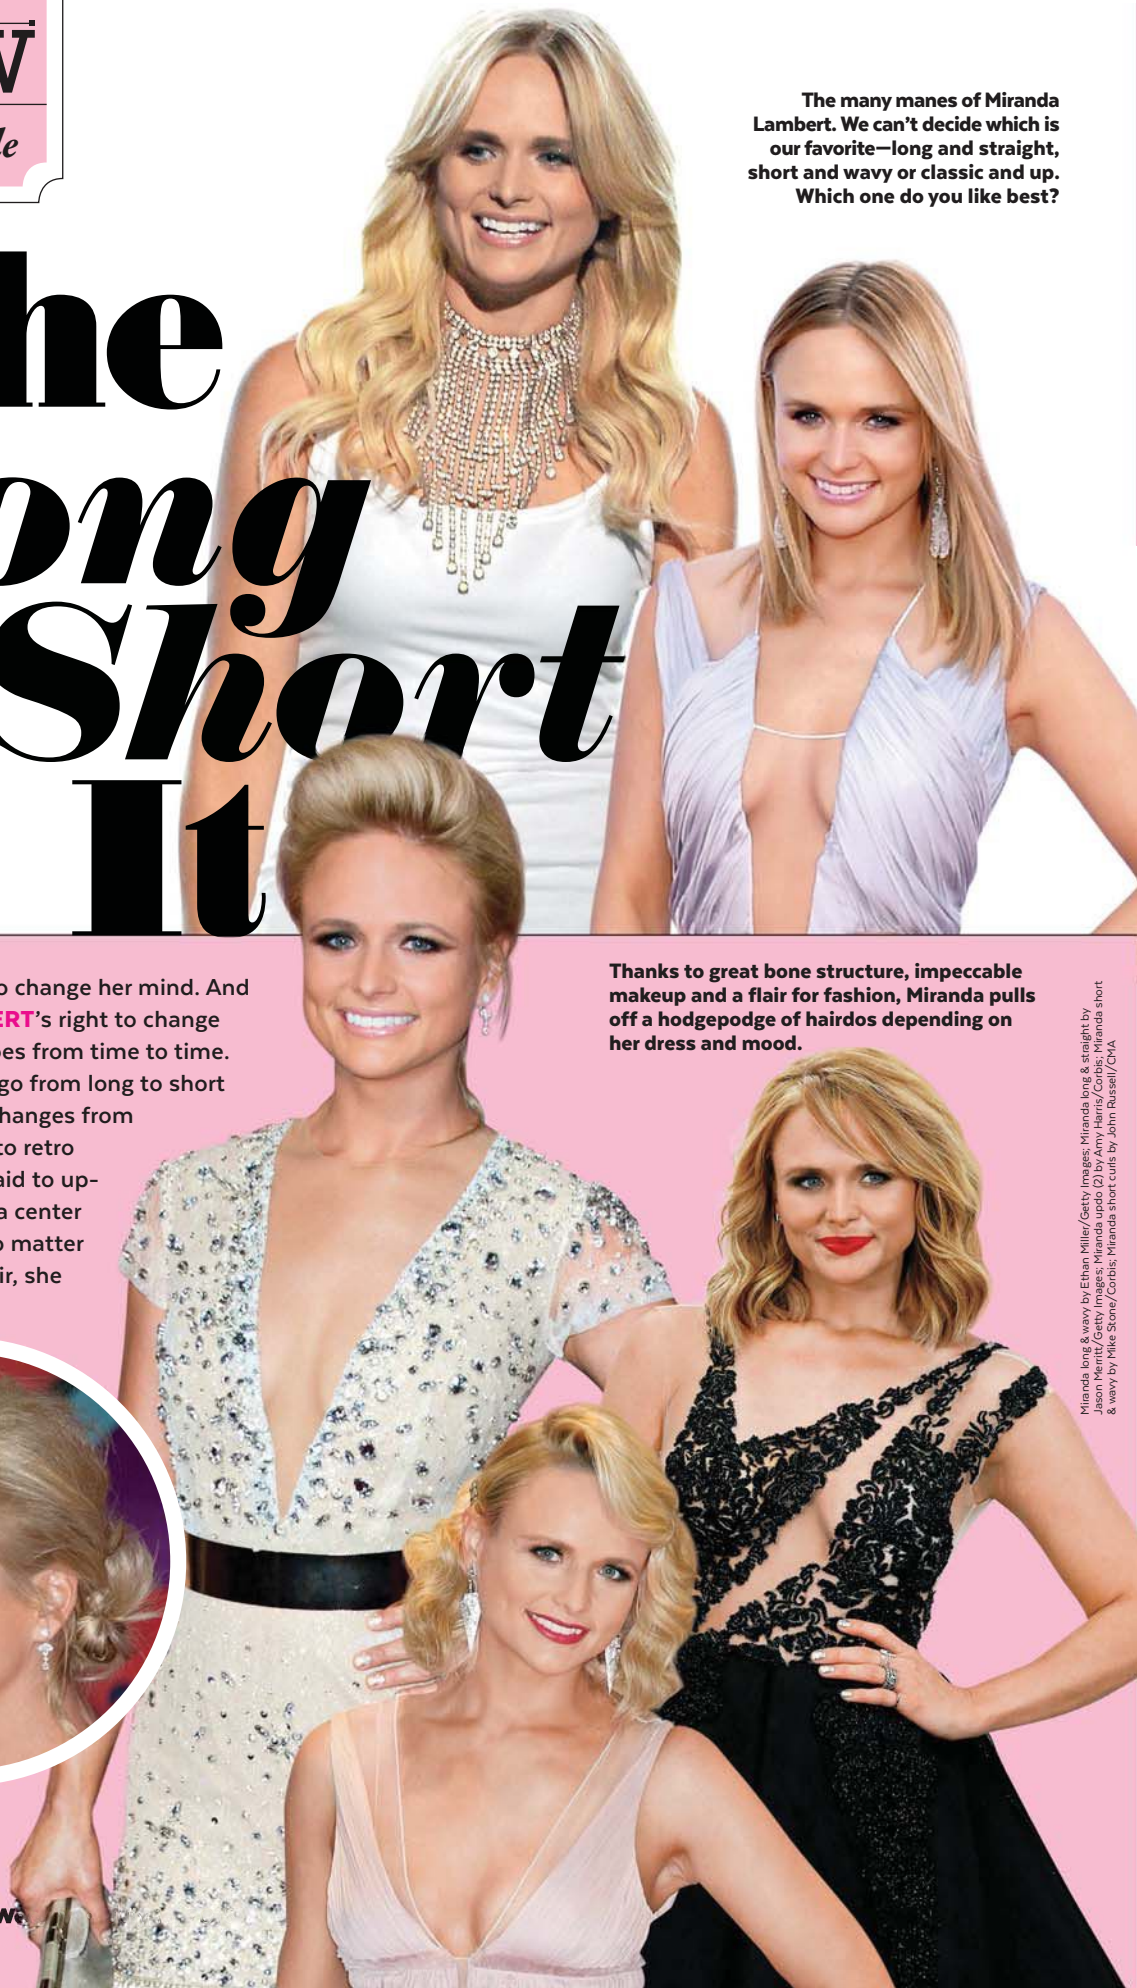 The many manes of Miranda
Lambert. We can't decide which is
our favorite—long and straight,
short and wavy or classic and up.
Which one do you like best?
he
ong
Short
It
o change her mind. And
ERT's right to change
es from time to time.
go from long to short
hanges from
to retro
aid to up-
a center
o matter
ir, she
Thanks to great bone structure, impeccable
makeup and a flair for fashion, Miranda pulls
off a hodgepodge of hairdos depending on
her dress and mood.
Miranda long & wavy by Ethan Miller/Getty Images; Miranda long & straight by
Jason Merritt/Getty Images; Miranda updo (2) by Amy Harris/Corbis; Miranda short
& wavy by Mike Stone/Corbis; Miranda short curls by John Russell/CMA